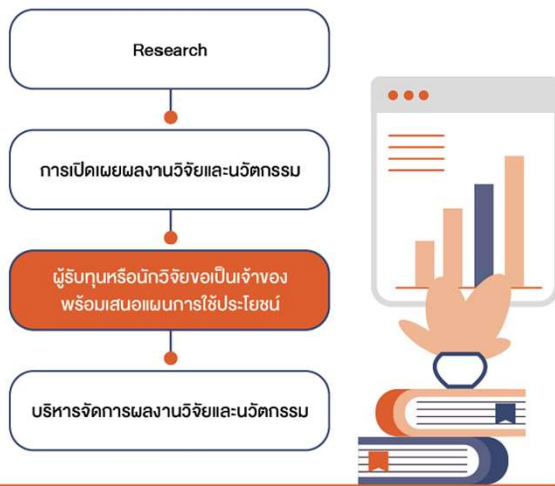 Research
การเปิดเผยผลงานวิจัยและนวัตกรรม
ผู้รับทุนหรือนักวิจัยขอเป็นเจ้าของ
พร้อมเสนอแผนการใช้ประโยชน์
บริหารจัดการผลงานวิจัยและนวัตกรรม